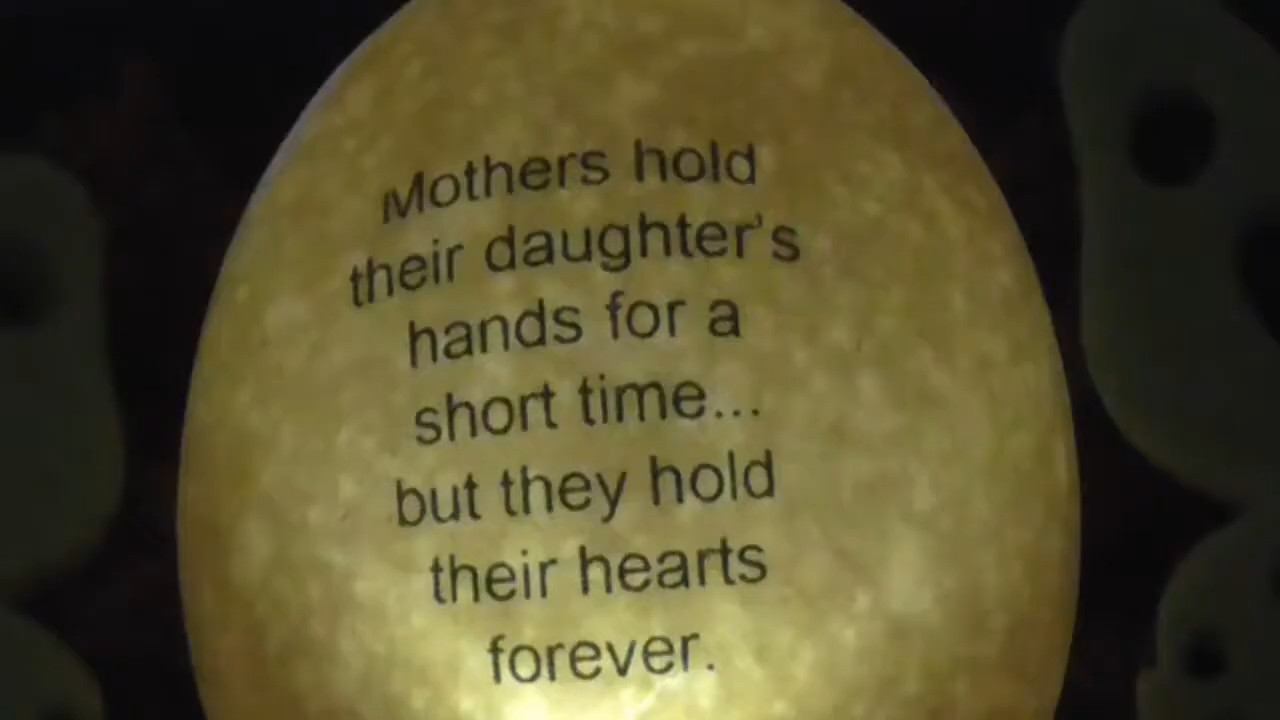 Mothers hold
their daughter's
hands for a
short time...
but they hold
their hearts
forever.